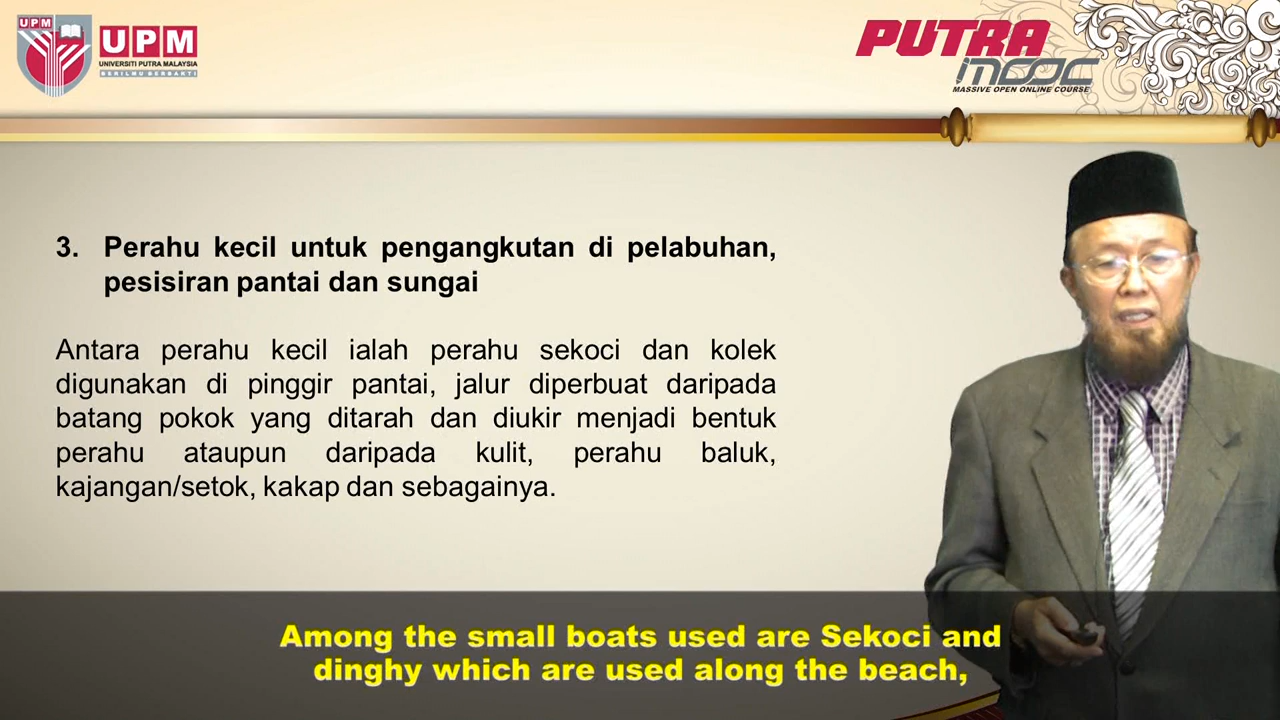 UPM
UPM
UNIVERSITI PUTRA MALAYSIA
BERILMU BERBAKTI
PUTRA
mooc
MASSIVE OPEN ONLINE COURSE
3. Perahu kecil untuk pengangkutan di pelabuhan,
pesisiran pantai dan sungai
Antara perahu kecil ialah perahu sekoci dan kolek
digunakan di pinggir pantai, jalur diperbuat daripada
batang pokok yang ditarah dan diukir menjadi bentuk
perahu ataupun daripada kulit, perahu baluk,
kajangan/setok, kakap dan sebagainya.
Among the small boats used are Sekoci and
dinghy which are used along the beach,